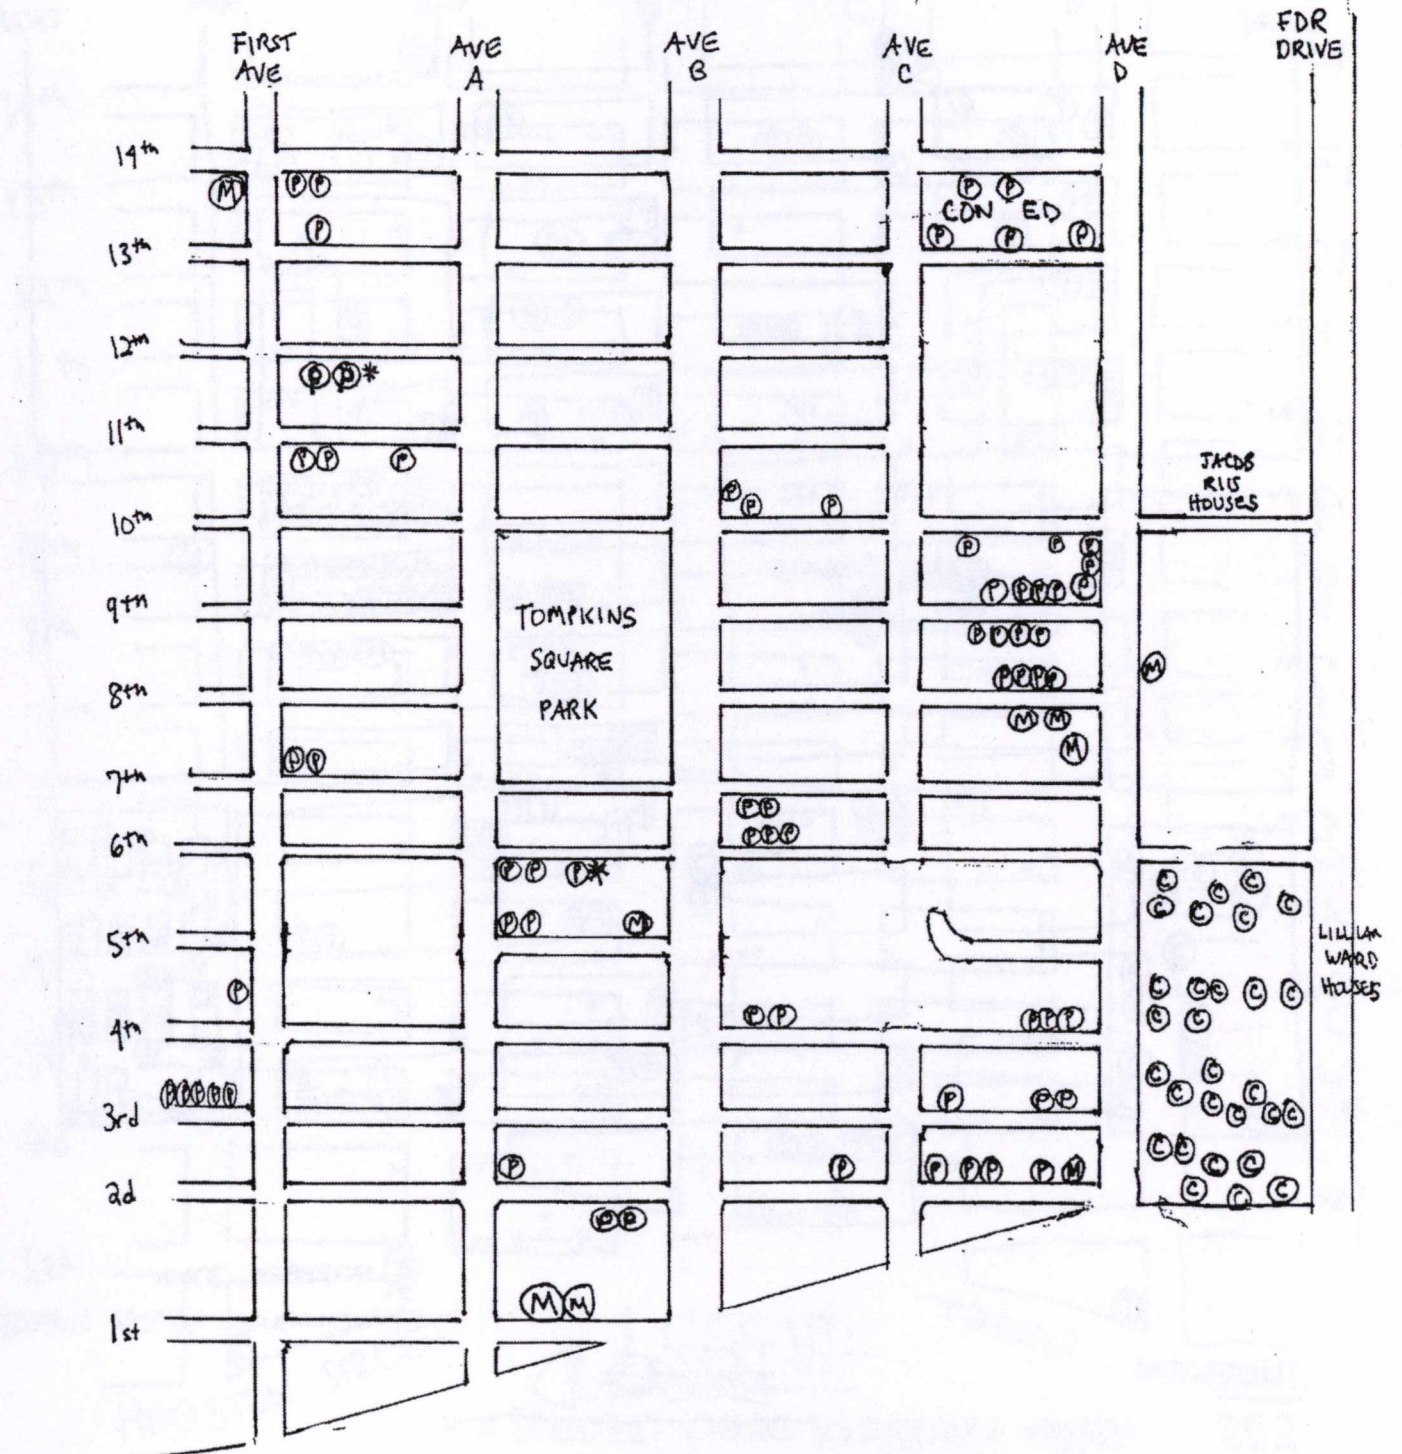 FIRST AVE
AVE A
AVE B
AVE C
AVE D
FDR DRIVE
14th
M P P P P
P CON ED
13th P P P
12th
P P *
11th
P P P
JACOB
RIIS
HOUSES
P
P P
10th
P P P
P
P P P P P
9th
TOMPKINS
P P P P
SQUARE
M
P P P P
8th
PARK
M M
M
P P
7th
P P
P P P
6th
P P P*
C C C
C C C C
P P M
5th
LILLIAN
WARD
HOUSES
P
C C C C C
P P P P P
C C
4th
C C
P P P P P
P P P
C C C
C C C
3rd
C C
P P P P P P M
C C
2d
C C C
P P
M M
1st